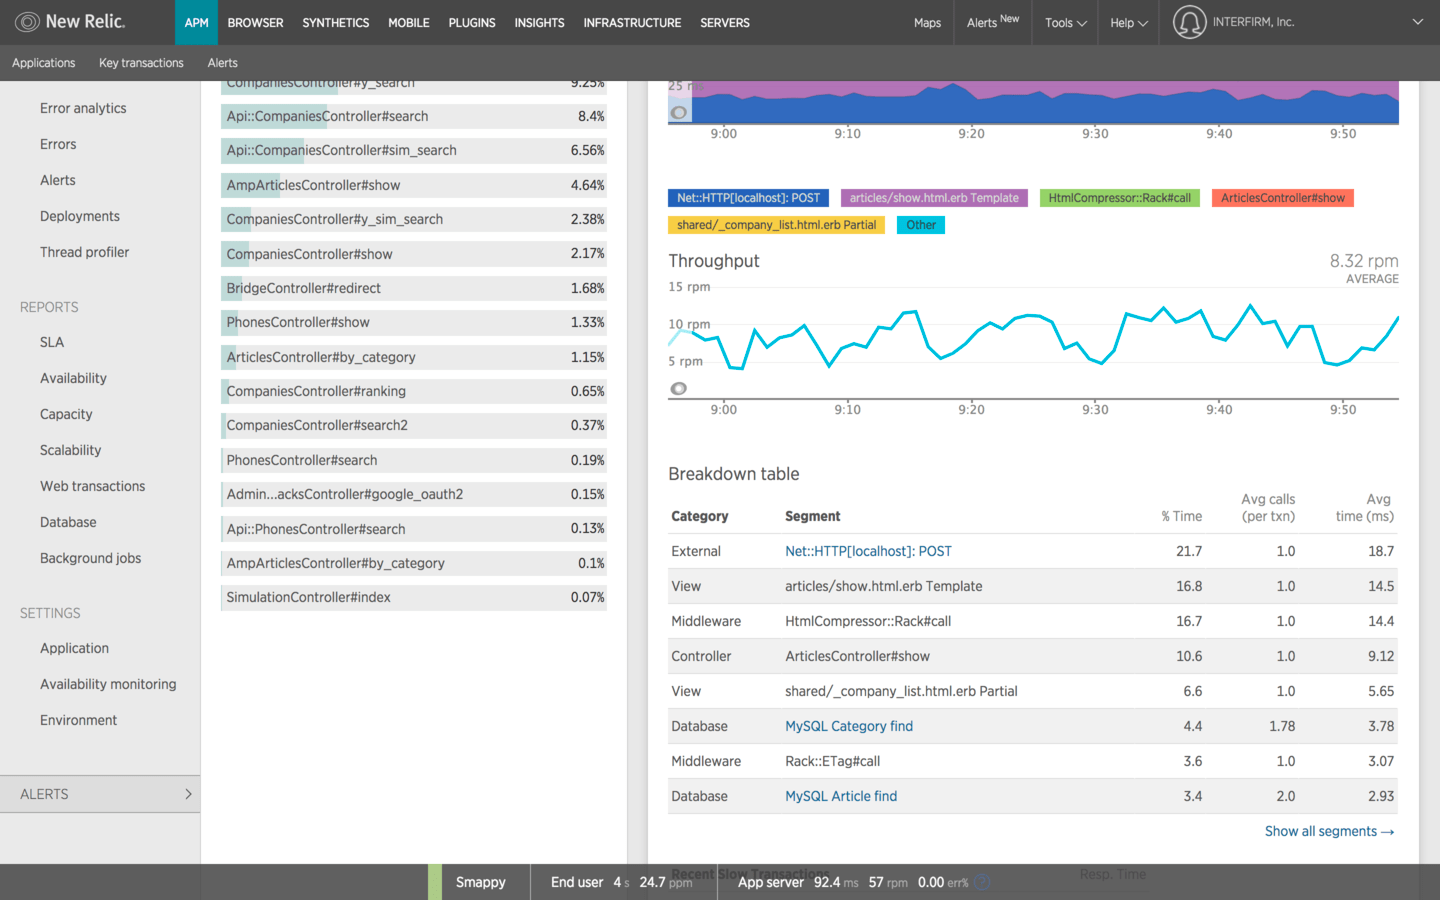 New Relic.
APM BROWSER SYNTHETICS MOBILE PLUGINS INSIGHTS INFRASTRUCTURE SERVERS
Maps Alerts New Tools Help INTERFIRM, Inc.
Applications Key transactions Alerts
Error analytics
Errors
Alerts
Deployments
Thread profiler
REPORTS
SLA
Availability
Capacity
Scalability
Web transactions
Database
Background jobs
SETTINGS
Application
Availability monitoring
Environment
ALERTS
CompaniesController#y_search 9.25%
Api::CompaniesController#search 8.4%
Api::CompaniesController#sim_search 6.56%
AmpArticlesController#show 4.64%
CompaniesController#y_sim_search 2.38%
CompaniesController#show 2.17%
BridgeController#redirect 1.68%
PhonesController#show 1.33%
ArticlesController#by_category 1.15%
CompaniesController#ranking 0.65%
CompaniesController#search2 0.37%
PhonesController#search 0.19%
Admin...acksController#google_oauth2 0.15%
Api::PhonesController#search 0.13%
AmpArticlesController#by_category 0.1%
SimulationController#index 0.07%
25 ms
9:00 9:10 9:20 9:30 9:40 9:50
Net::HTTP[localhost]: POST articles/show.html.erb Template HtmlCompressor::Rack#call ArticlesController#show
shared/_company_list.html.erb Partial Other
Throughput 8.32 rpm
AVERAGE
15 rpm
10 rpm
5 rpm
9:00 9:10 9:20 9:30 9:40 9:50
Breakdown table
Category Segment % Time Avg calls (per txn) Avg time (ms)
External Net::HTTP[localhost]: POST 21.7 1.0 18.7
View articles/show.html.erb Template 16.8 1.0 14.5
Middleware HtmlCompressor::Rack#call 16.7 1.0 14.4
Controller ArticlesController#show 10.6 1.0 9.12
View shared/_company_list.html.erb Partial 6.6 1.0 5.65
Database MySQL Category find 4.4 1.78 3.78
Middleware Rack::ETag#call 3.6 1.0 3.07
Database MySQL Article find 3.4 2.0 2.93
Show all segments →
Recent Slow Transactions Resp. Time
Smappy End user 4 s 24.7 ppm App server 92.4 ms 57 rpm 0.00 err% ?